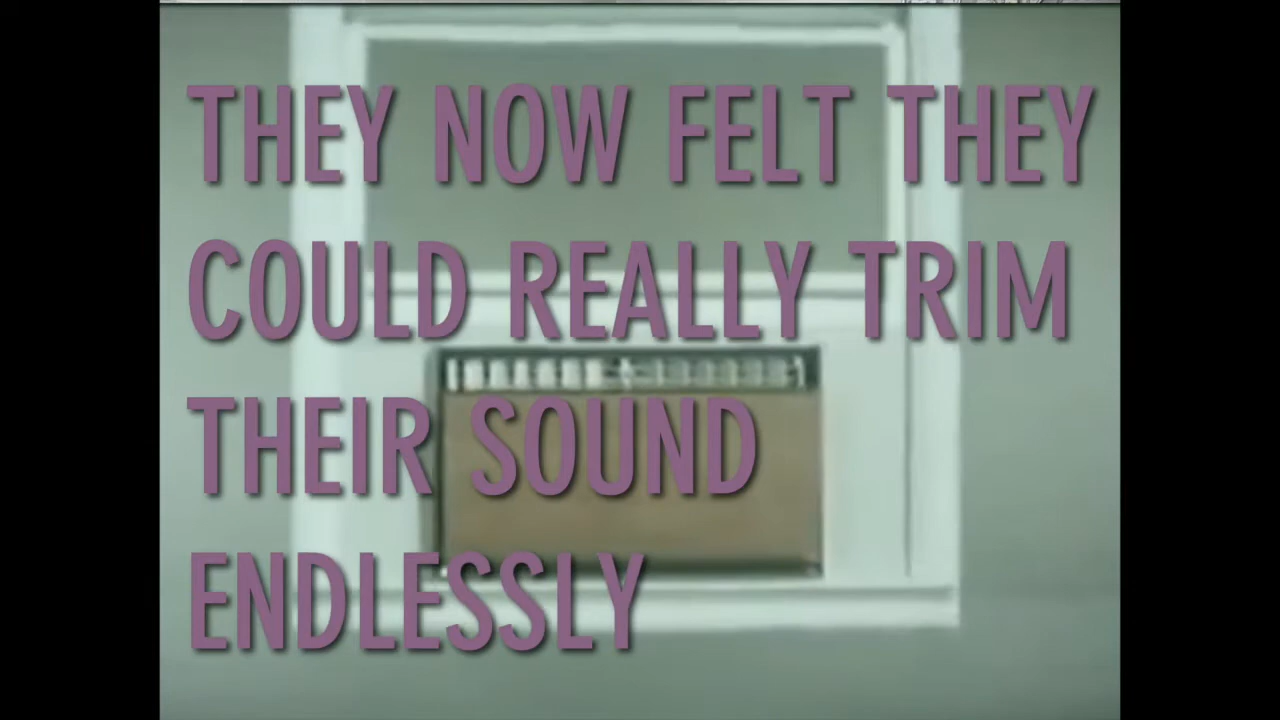 THEY NOW FELT THEY
COULD REALLY TRIM
THEIR SOUND
ENDLESSLY